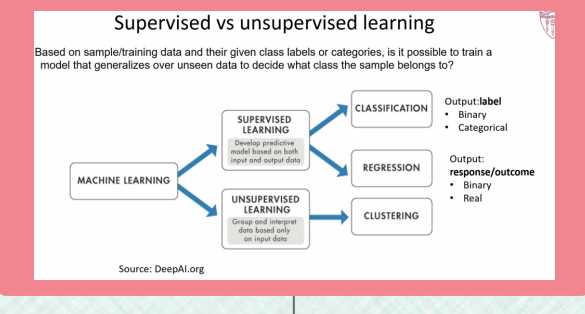 Supervised vs unsupervised learning
Based on sample/training data and their given class labels or categories, is it possible to train a
model that generalizes over unseen data to decide what class the sample belongs to?
MACHINE LEARNING
SUPERVISED
LEARNING
Develop predictive
model based on both
input and output data
UNSUPERVISED
LEARNING
Group and interpret
data based only
on input data
CLASSIFICATION
REGRESSION
CLUSTERING
Output:label
• Binary
• Categorical
Output:
response/outcome
• Binary
• Real
Source: DeepAI.org